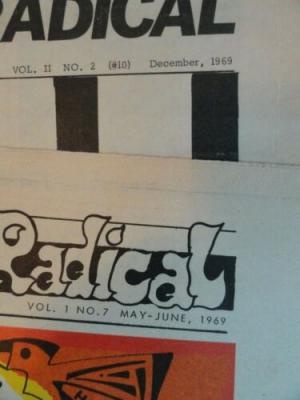 RADICAL
VOL. II NO. 2 (#10) December, 1969
Radical
VOL. 1 NO.7 MAY-JUNE, 1969